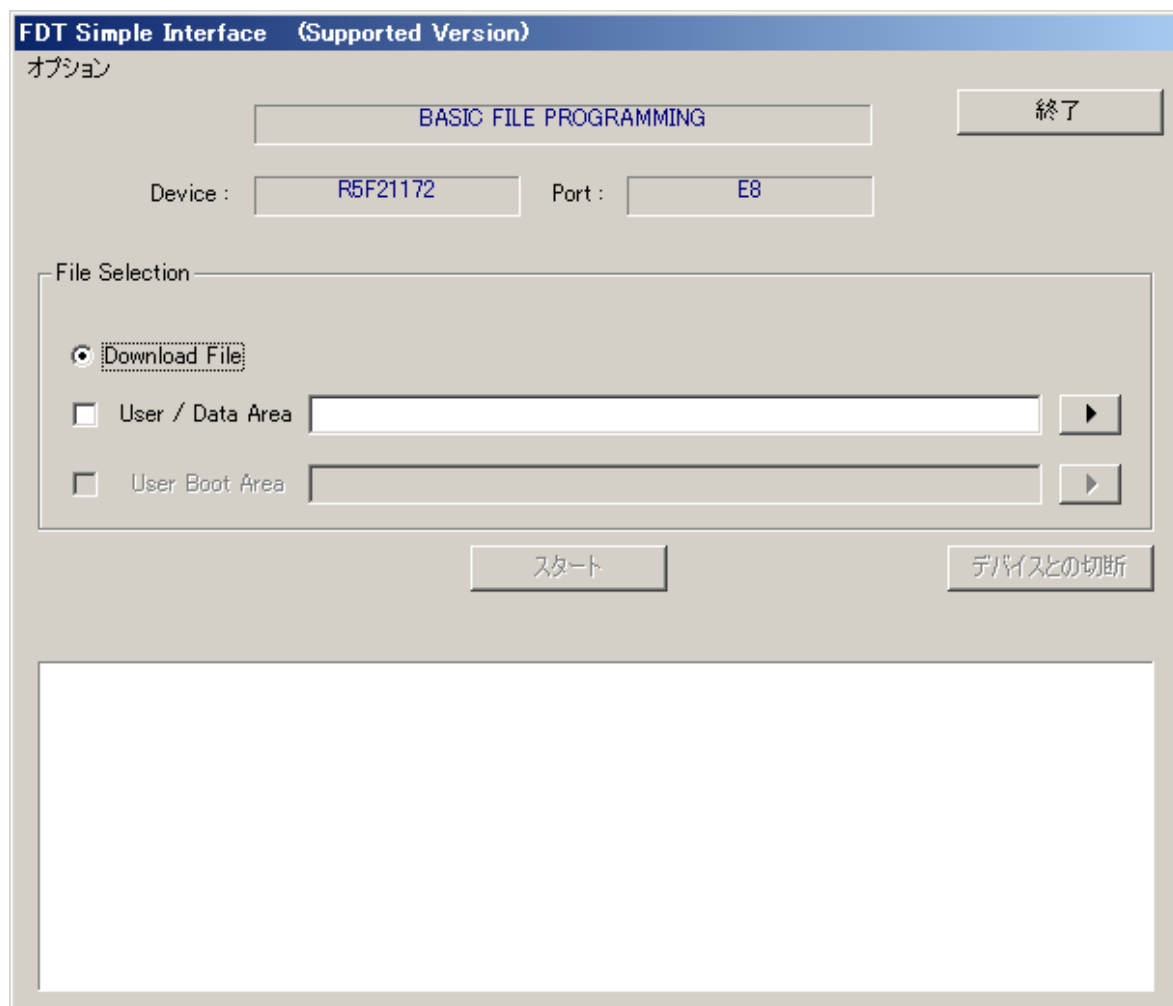 FDT Simple Interface (Supported Version)
オプション
BASIC FILE PROGRAMMING
終了
Device : R5F21172 Port : E8
File Selection
Download File
User / Data Area
User Boot Area
スタート デバイスとの切断